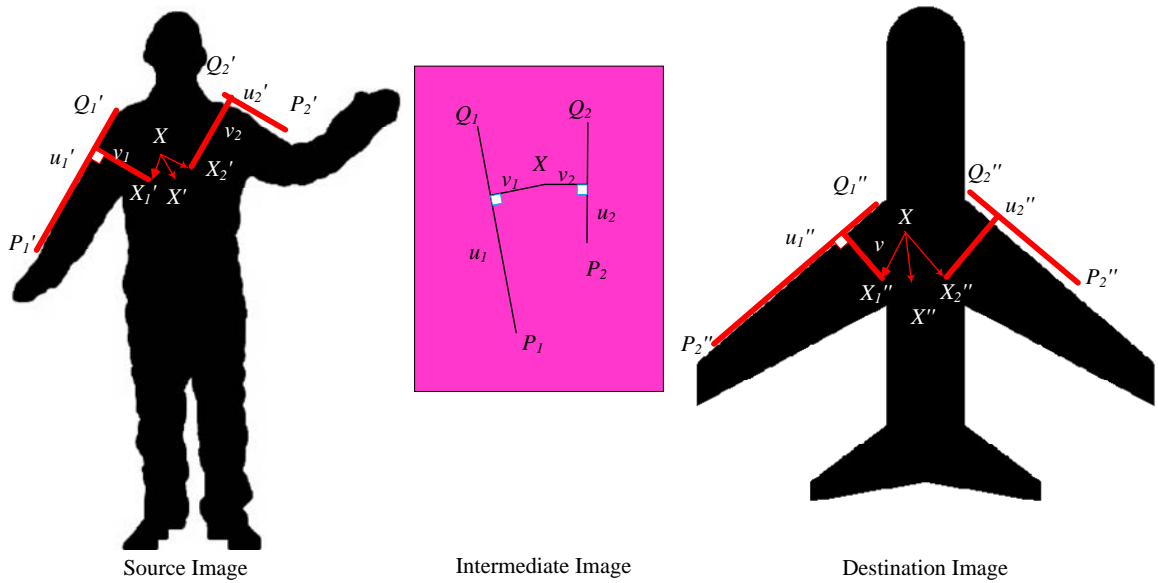 Q₂'
Q₁'
u₂'
P₂'
X
v₂
u₁'
v₁
X₂'
X₁'
X'
P₁'
Source Image
Q₁
Q₂
X
v₁
v₂
u₂
u₁
P₂
P₁
Intermediate Image
Q₁''
Q₂''
u₂''
X
u₁''
v
P₂''
X₁''
X₂''
X''
P₂''
Destination Image